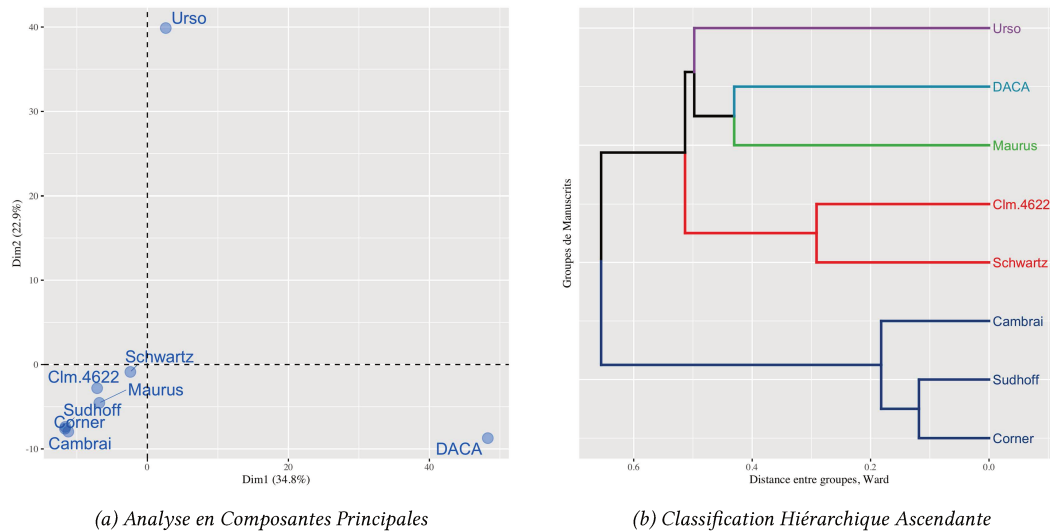 40
30
20
10
0
-10
Dim2 (22.9%)
Urso
Schwartz
Clm.4622
Maurus
Sudhoff
Corner
Cambrai
DACA
0
20
40
Dim1 (34.8%)
(a) Analyse en Composantes Principales
Groupes de Manuscrits
Urso
DACA
Maurus
Clm.4622
Schwartz
Cambrai
Sudhoff
Corner
0.6
0.4
0.2
0.0
Distance entre groupes, Ward
(b) Classification Hiérarchique Ascendante